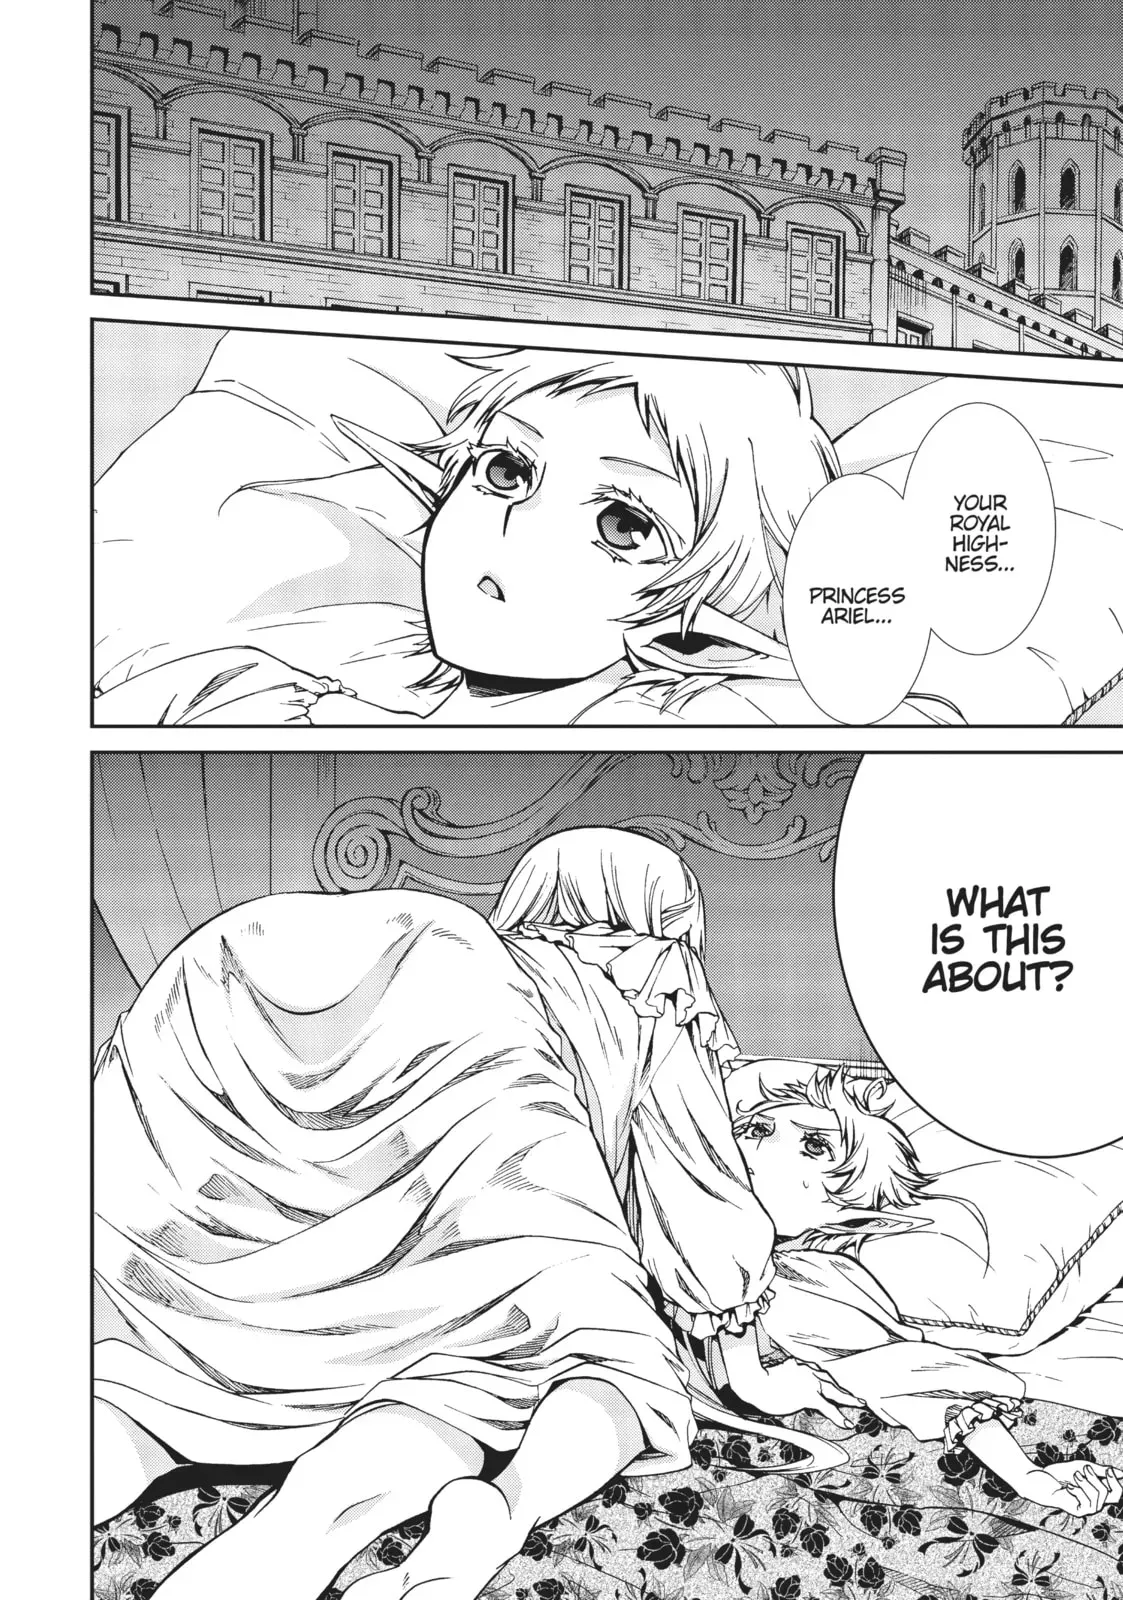 YOUR
ROYAL
HIGH-
NESS...
PRINCESS
ARIEL...
WHAT
IS THIS
ABOUT?